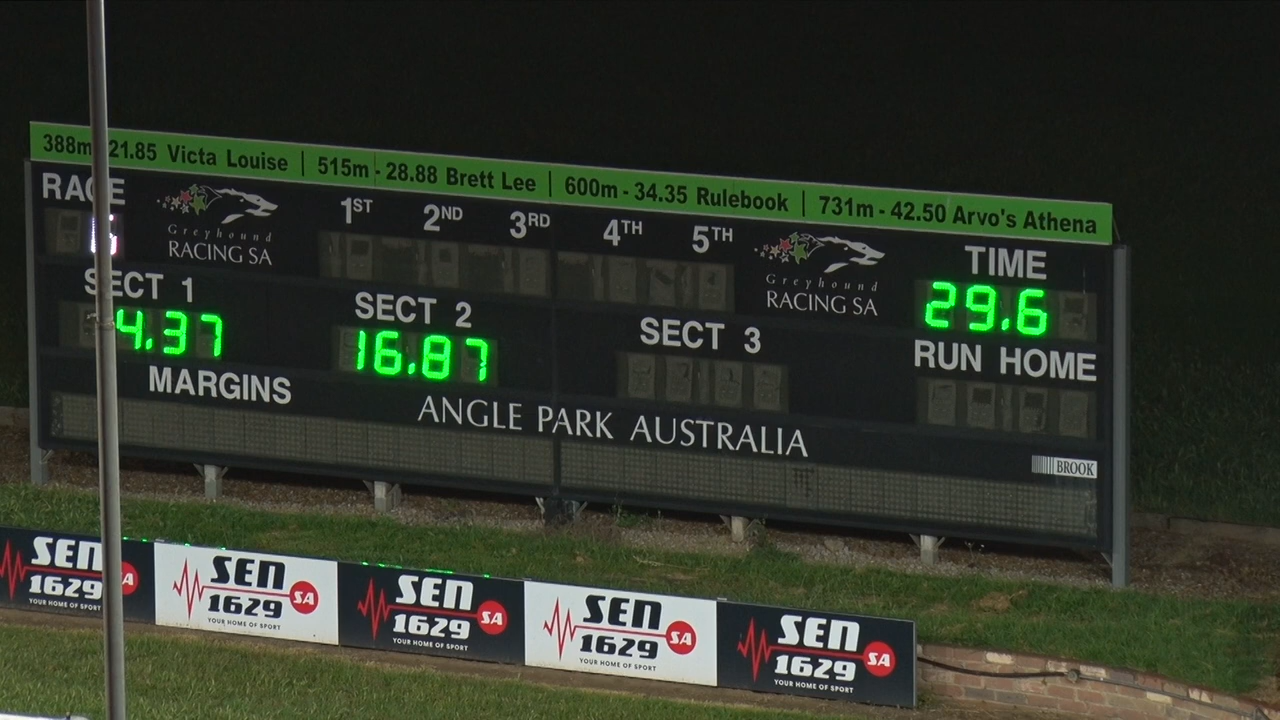 388m 21.85 Victa Louise | 515m - 28.88 Brett Lee | 600m - 34.35 Rulebook | 731m - 42.50 Arvo's Athena
RACE
Greyhound
RACING SA
1ST 2ND 3RD 4TH 5TH
Greyhound
RACING SA
TIME
29.6
SECT 1
4.37
SECT 2
16.87
SECT 3
RUN HOME
MARGINS
ANGLE PARK AUSTRALIA
BROOK
SEN
1629
SA
YOUR HOME OF SPORT
SEN
1629
SA
YOUR HOME OF SPORT
SEN
1629
SA
YOUR HOME OF SPORT
SEN
1629
SA
YOUR HOME OF SPORT
SEN
1629
SA
YOUR HOME OF SPORT